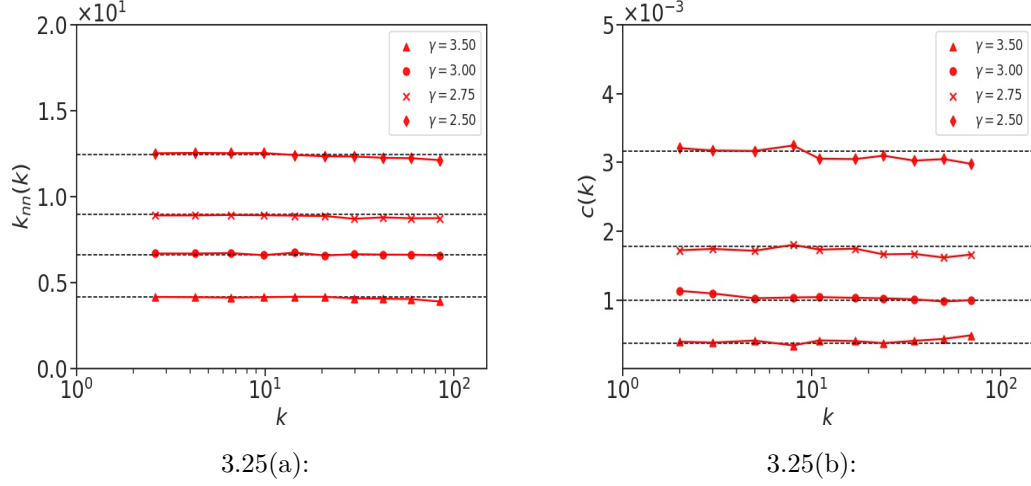 ×10¹
2.0
1.5
1.0
0.5
0.0
k_nn(k)
γ = 3.50
γ = 3.00
γ = 2.75
γ = 2.50
10⁰ 10¹ 10²
k
3.25(a):
×10⁻³
5
4
3
2
1
c(k)
γ = 3.50
γ = 3.00
γ = 2.75
γ = 2.50
10⁰ 10¹ 10²
k
3.25(b):